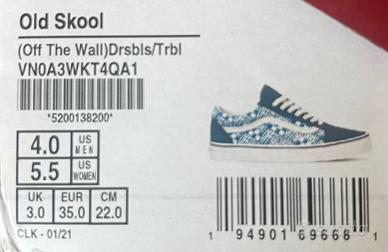 Old Skool
(Off The Wall)Drsbls/Trbl
VN0A3WKT4QA1
*5200138200*
4.0 US MEN
5.5 US WOMEN
UK EUR CM
3.0 35.0 22.0
CLK - 01/21
1 94901 69668 1